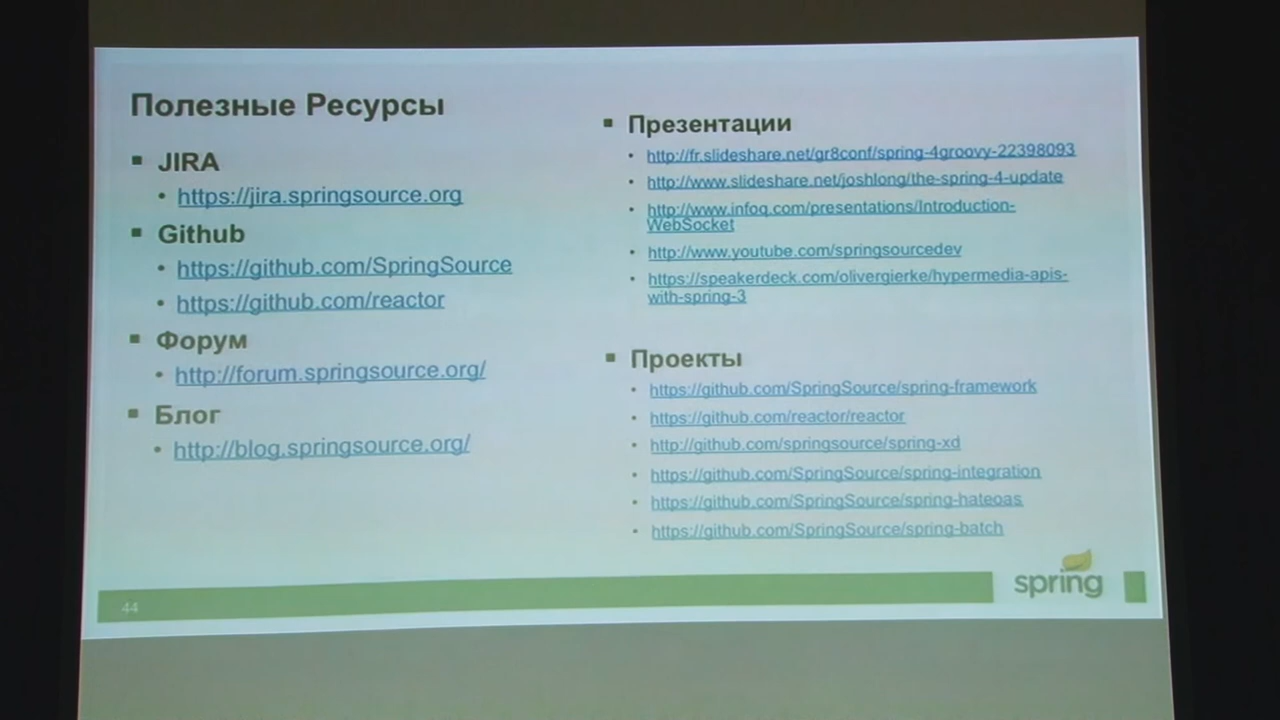 Полезные Ресурсы
JIRA
https://jira.springsource.org
Github
https://github.com/SpringSource
https://github.com/reactor
Форум
http://forum.springsource.org/
Блог
http://blog.springsource.org/
Презентации
http://fr.slideshare.net/gr8conf/spring-4groovy-22398093
http://www.slideshare.net/joshlong/the-spring-4-update
http://www.infoq.com/presentations/Introduction-
WebSocket
http://www.youtube.com/springsourcedev
https://speakerdeck.com/olivergierke/hypermedia-apis-
with-spring-3
Проекты
https://github.com/SpringSource/spring-framework
https://github.com/reactor/reactor
http://github.com/springsource/spring-xd
https://github.com/SpringSource/spring-integration
https://github.com/SpringSource/spring-hateoas
https://github.com/SpringSource/spring-batch
44
spring